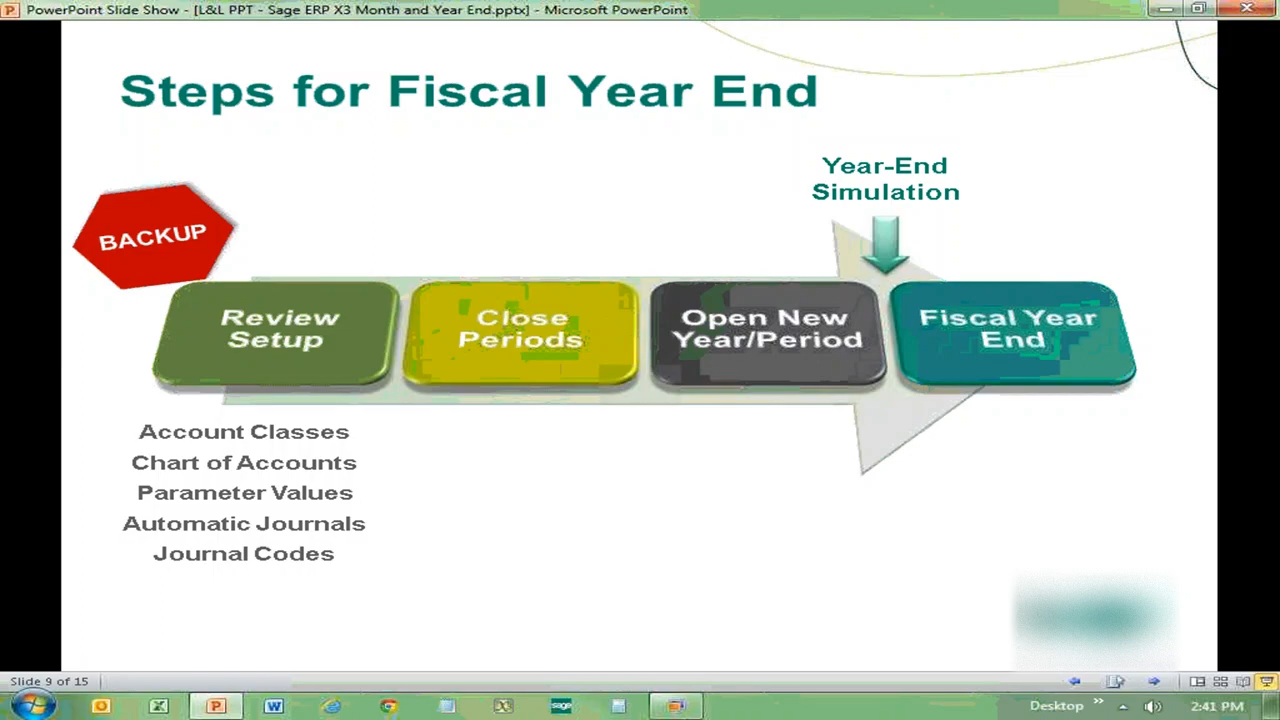 PowerPoint Slide Show - [L&L PPT - Sage ERP X3 Month and Year End.pptx] - Microsoft PowerPoint
Steps for Fiscal Year End
Year-End
Simulation
BACKUP
Review
Setup
Close
Periods
Open New
Year/Period
Fiscal Year
End
Account Classes
Chart of Accounts
Parameter Values
Automatic Journals
Journal Codes
Slide 9 of 15
sage
Desktop
2:41 PM